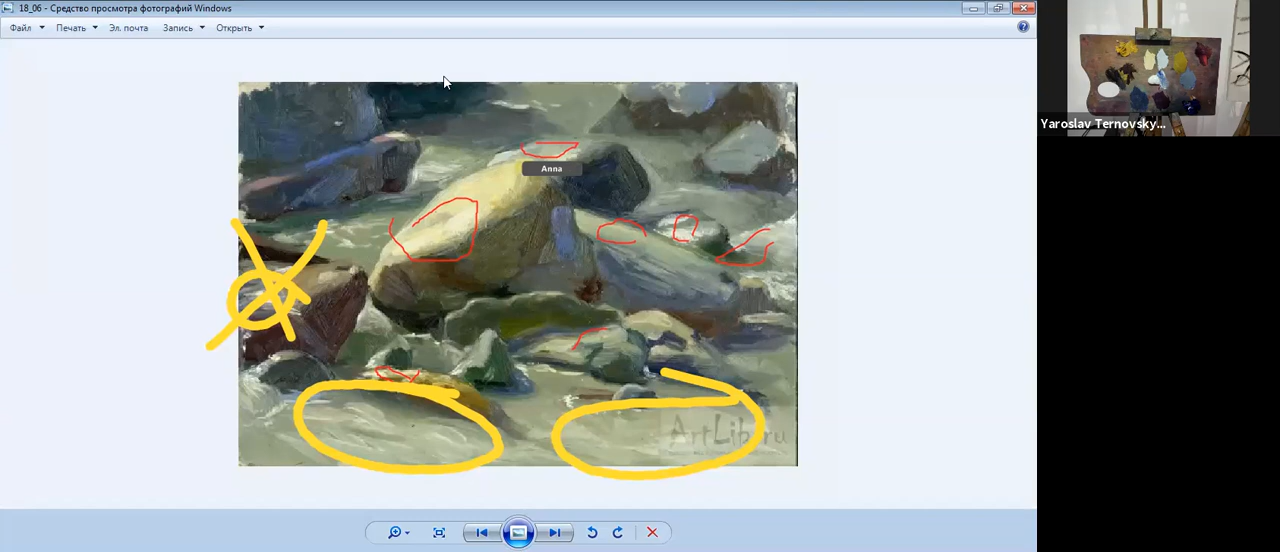 18_06 - Средство просмотра фотографий Windows
Файл Печать Эл. почта Запись Открыть
Yaroslav Ternovsky...
Anna
ArtLib.ru